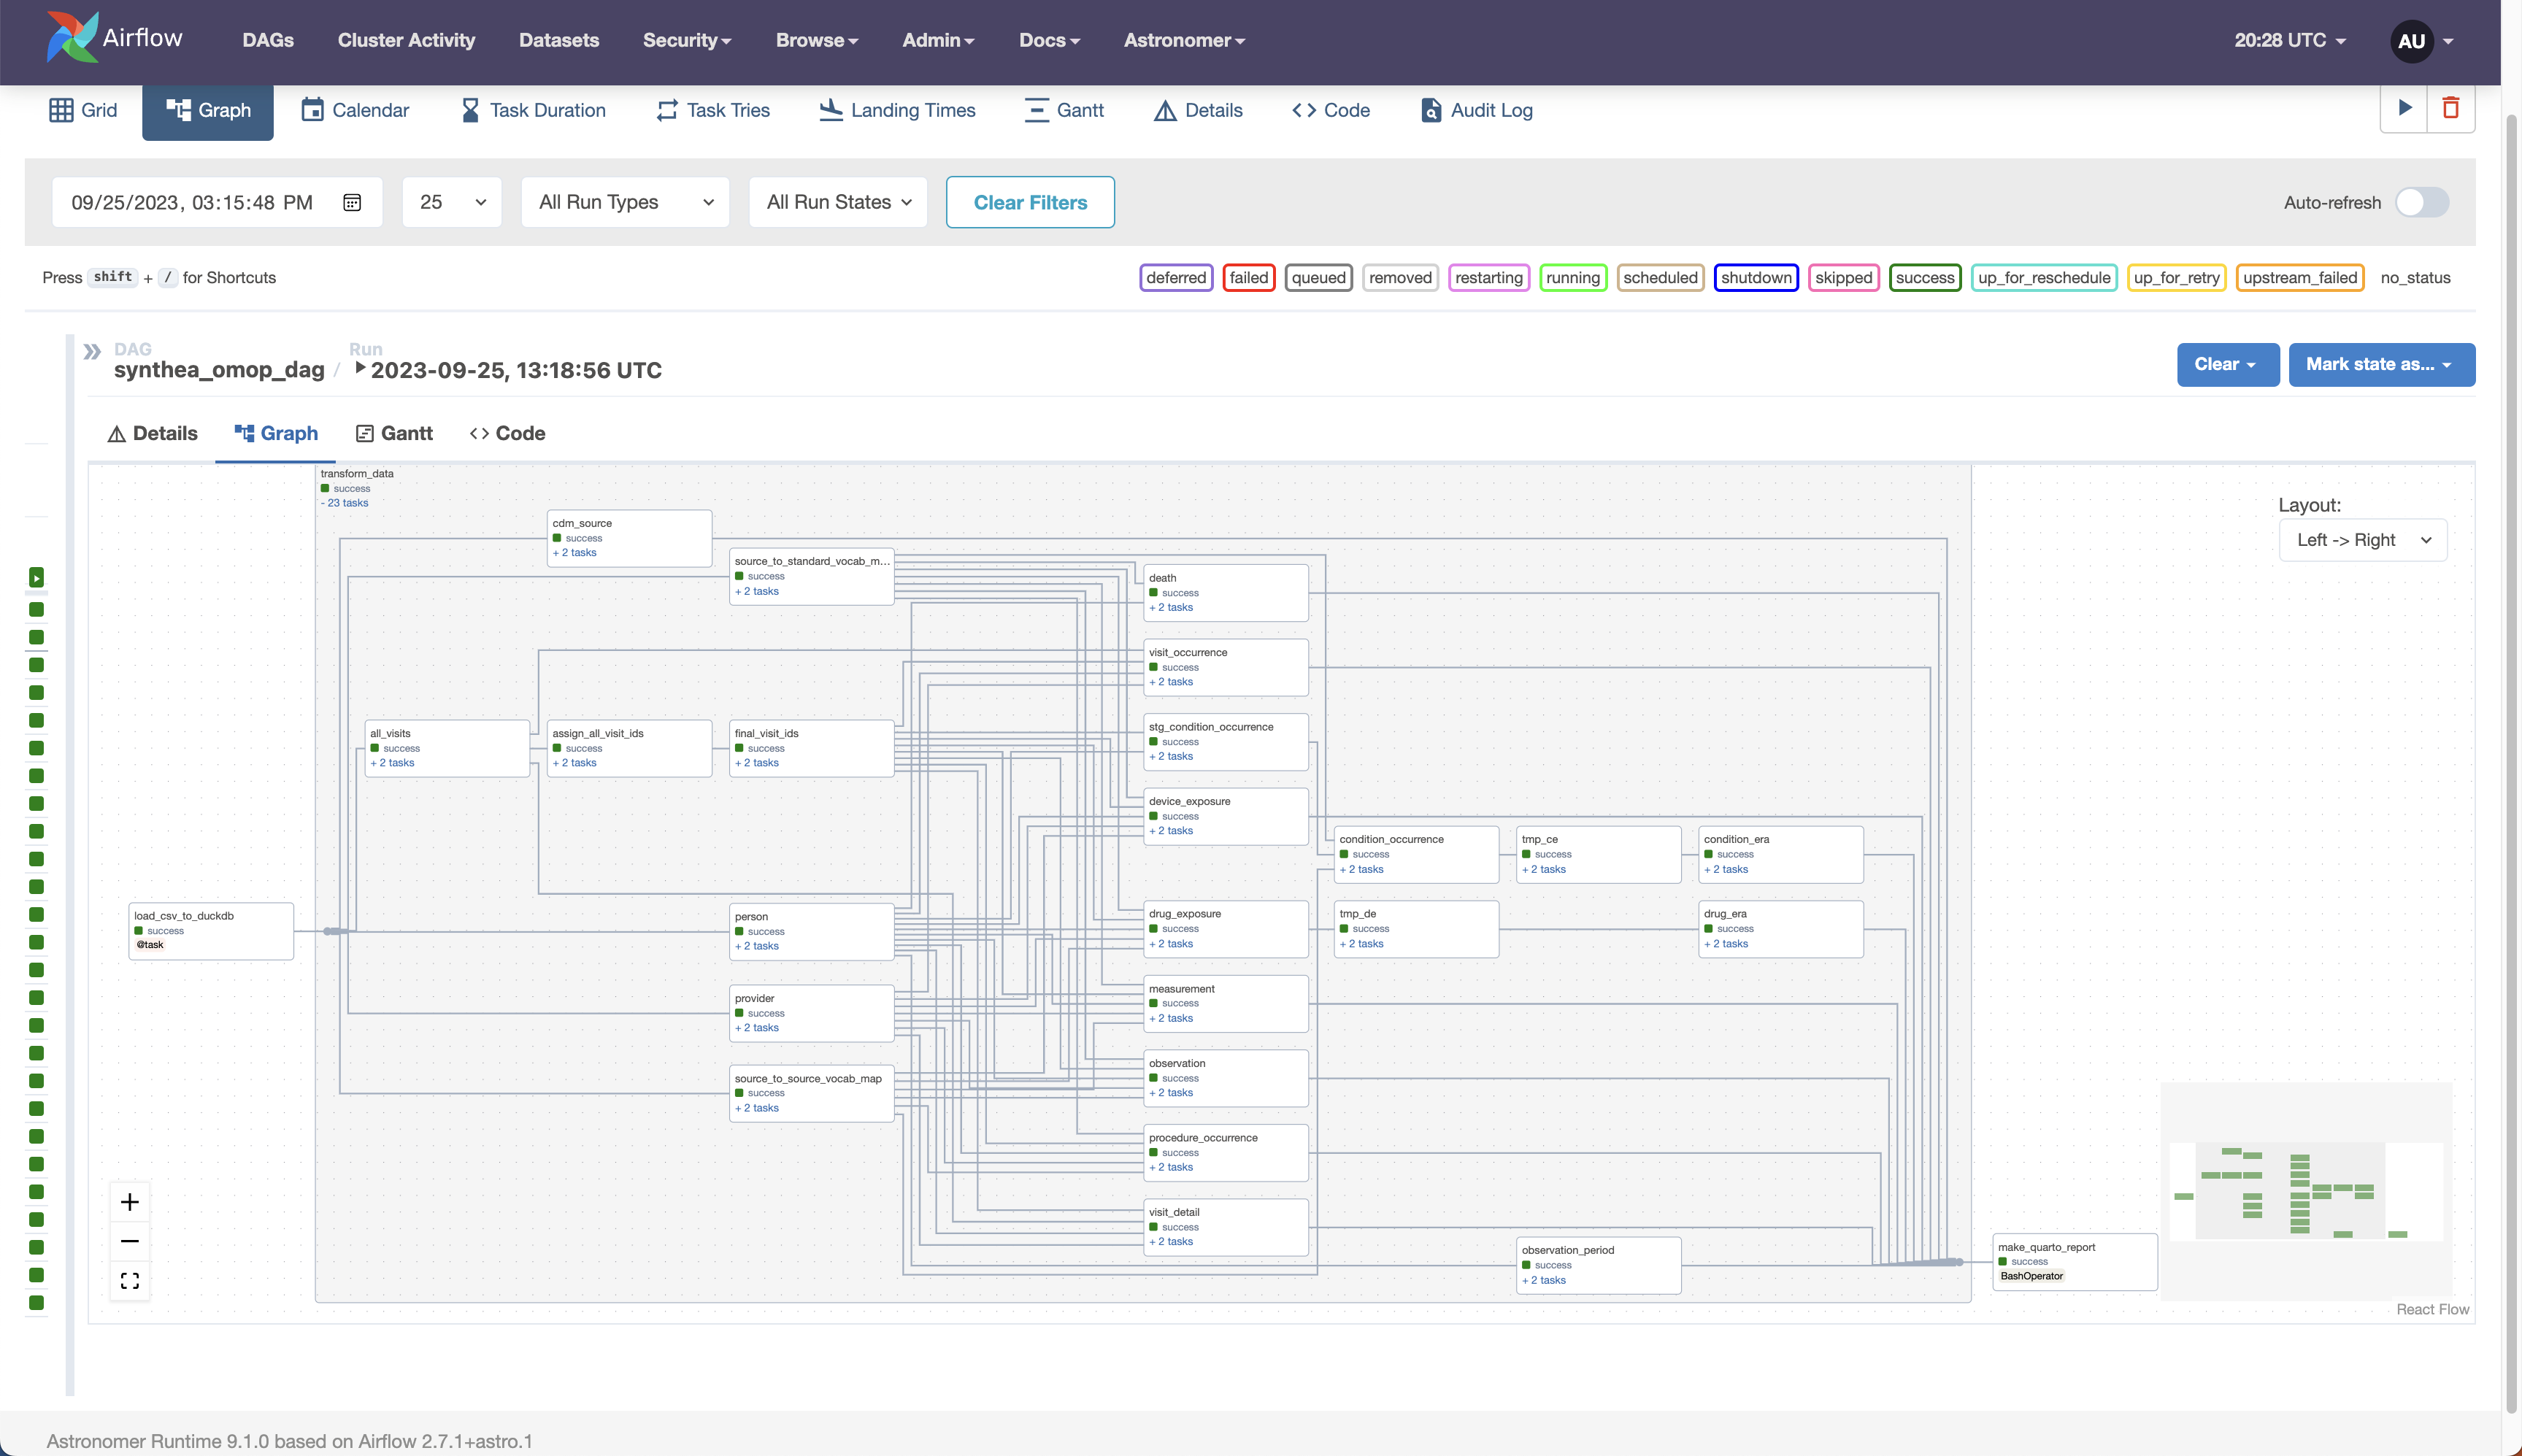 Airflow
DAGs
Cluster Activity
Datasets
Security
Browse
Admin
Docs
Astronomer
20:28 UTC
AU
Grid
Graph
Calendar
Task Duration
Task Tries
Landing Times
Gantt
Details
Code
Audit Log
09/25/2023, 03:15:48 PM
25
All Run Types
All Run States
Clear Filters
Auto-refresh
Press shift + / for Shortcuts
deferred
failed
queued
removed
restarting
running
scheduled
shutdown
skipped
success
up_for_reschedule
up_for_retry
upstream_failed
no_status
DAG
synthea_omop_dag
/
Run
2023-09-25, 13:18:56 UTC
Clear
Mark state as...
Details
Graph
Gantt
Code
transform_data
success
- 23 tasks
Layout:
Left -> Right
cdm_source
success
+ 2 tasks
source_to_standard_vocab_m...
success
+ 2 tasks
death
success
+ 2 tasks
visit_occurrence
success
+ 2 tasks
all_visits
success
+ 2 tasks
assign_all_visit_ids
success
+ 2 tasks
final_visit_ids
success
+ 2 tasks
stg_condition_occurrence
success
+ 2 tasks
device_exposure
success
+ 2 tasks
condition_occurrence
success
+ 2 tasks
tmp_ce
success
+ 2 tasks
condition_era
success
+ 2 tasks
load_csv_to_duckdb
success
@task
person
success
+ 2 tasks
drug_exposure
success
+ 2 tasks
tmp_de
success
+ 2 tasks
drug_era
success
+ 2 tasks
provider
success
+ 2 tasks
measurement
success
+ 2 tasks
source_to_source_vocab_map
success
+ 2 tasks
observation
success
+ 2 tasks
procedure_occurrence
success
+ 2 tasks
visit_detail
success
+ 2 tasks
observation_period
success
+ 2 tasks
make_quarto_report
success
BashOperator
React Flow
Astronomer Runtime 9.1.0 based on Airflow 2.7.1+astro.1